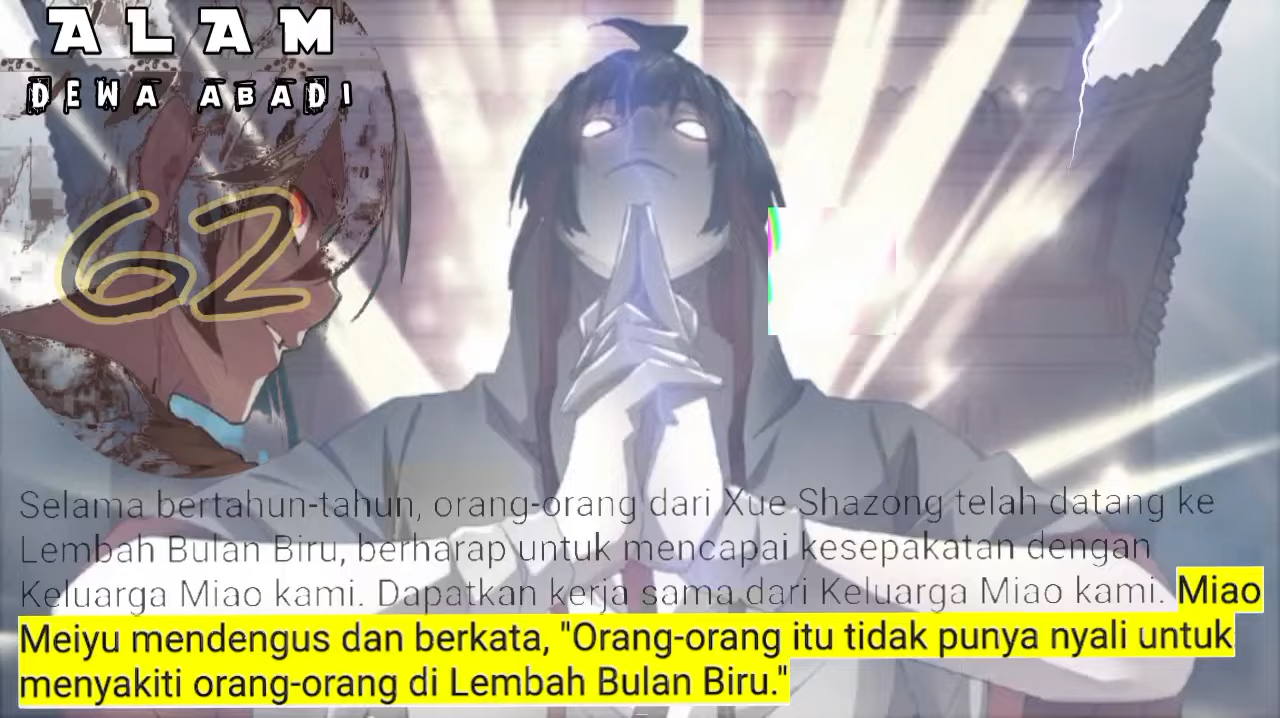 ALAM
DEWA ABADI
62
Selama bertahun-tahun, orang-orang dari Xue Shazong telah datang ke
Lembah Bulan Biru, berharap untuk mencapai kesepakatan dengan
Keluarga Miao kami. Dapatkan kerja sama dari Keluarga Miao kami. Miao
Meiyu mendengus dan berkata, "Orang-orang itu tidak punya nyali untuk
menyakiti orang-orang di Lembah Bulan Biru."